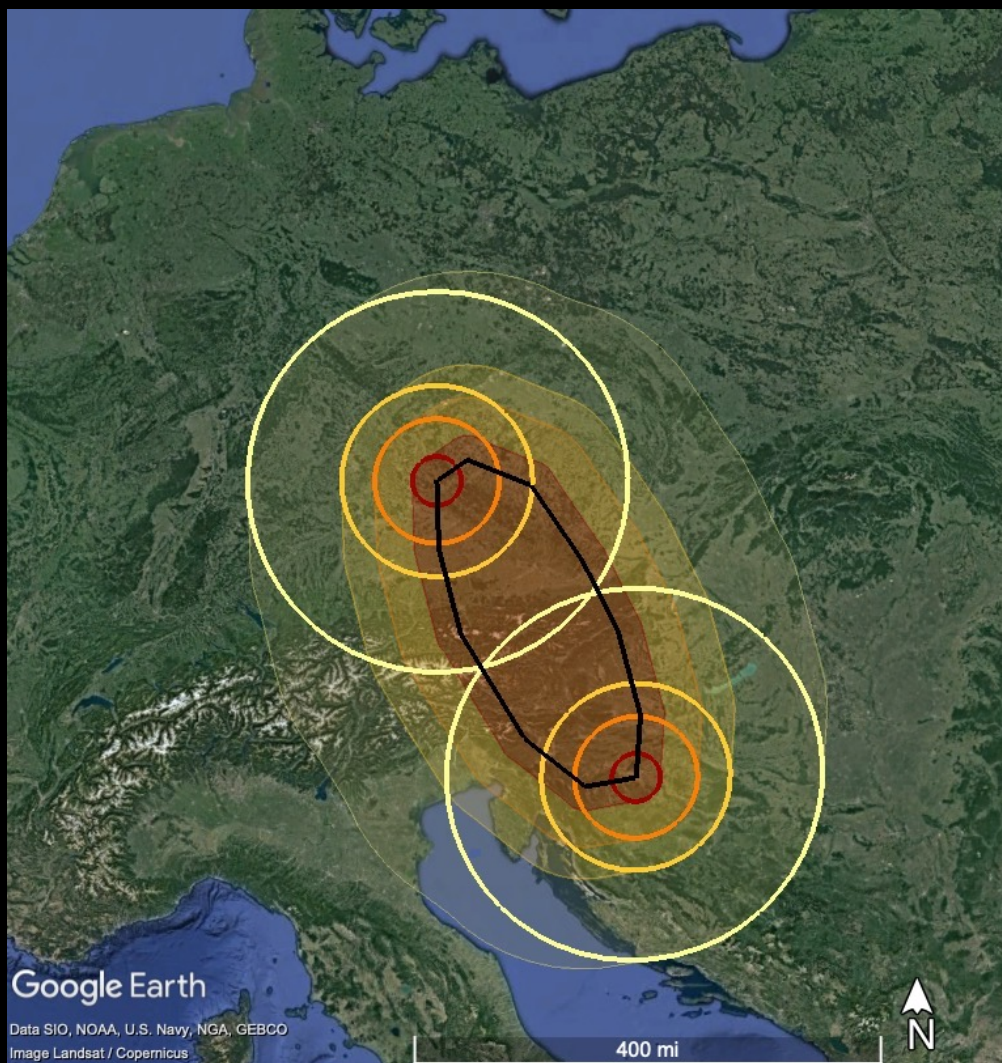 Google Earth
Data SIO, NOAA, U.S. Navy, NGA, GEBCO
Image Landsat / Copernicus
400 mi
N